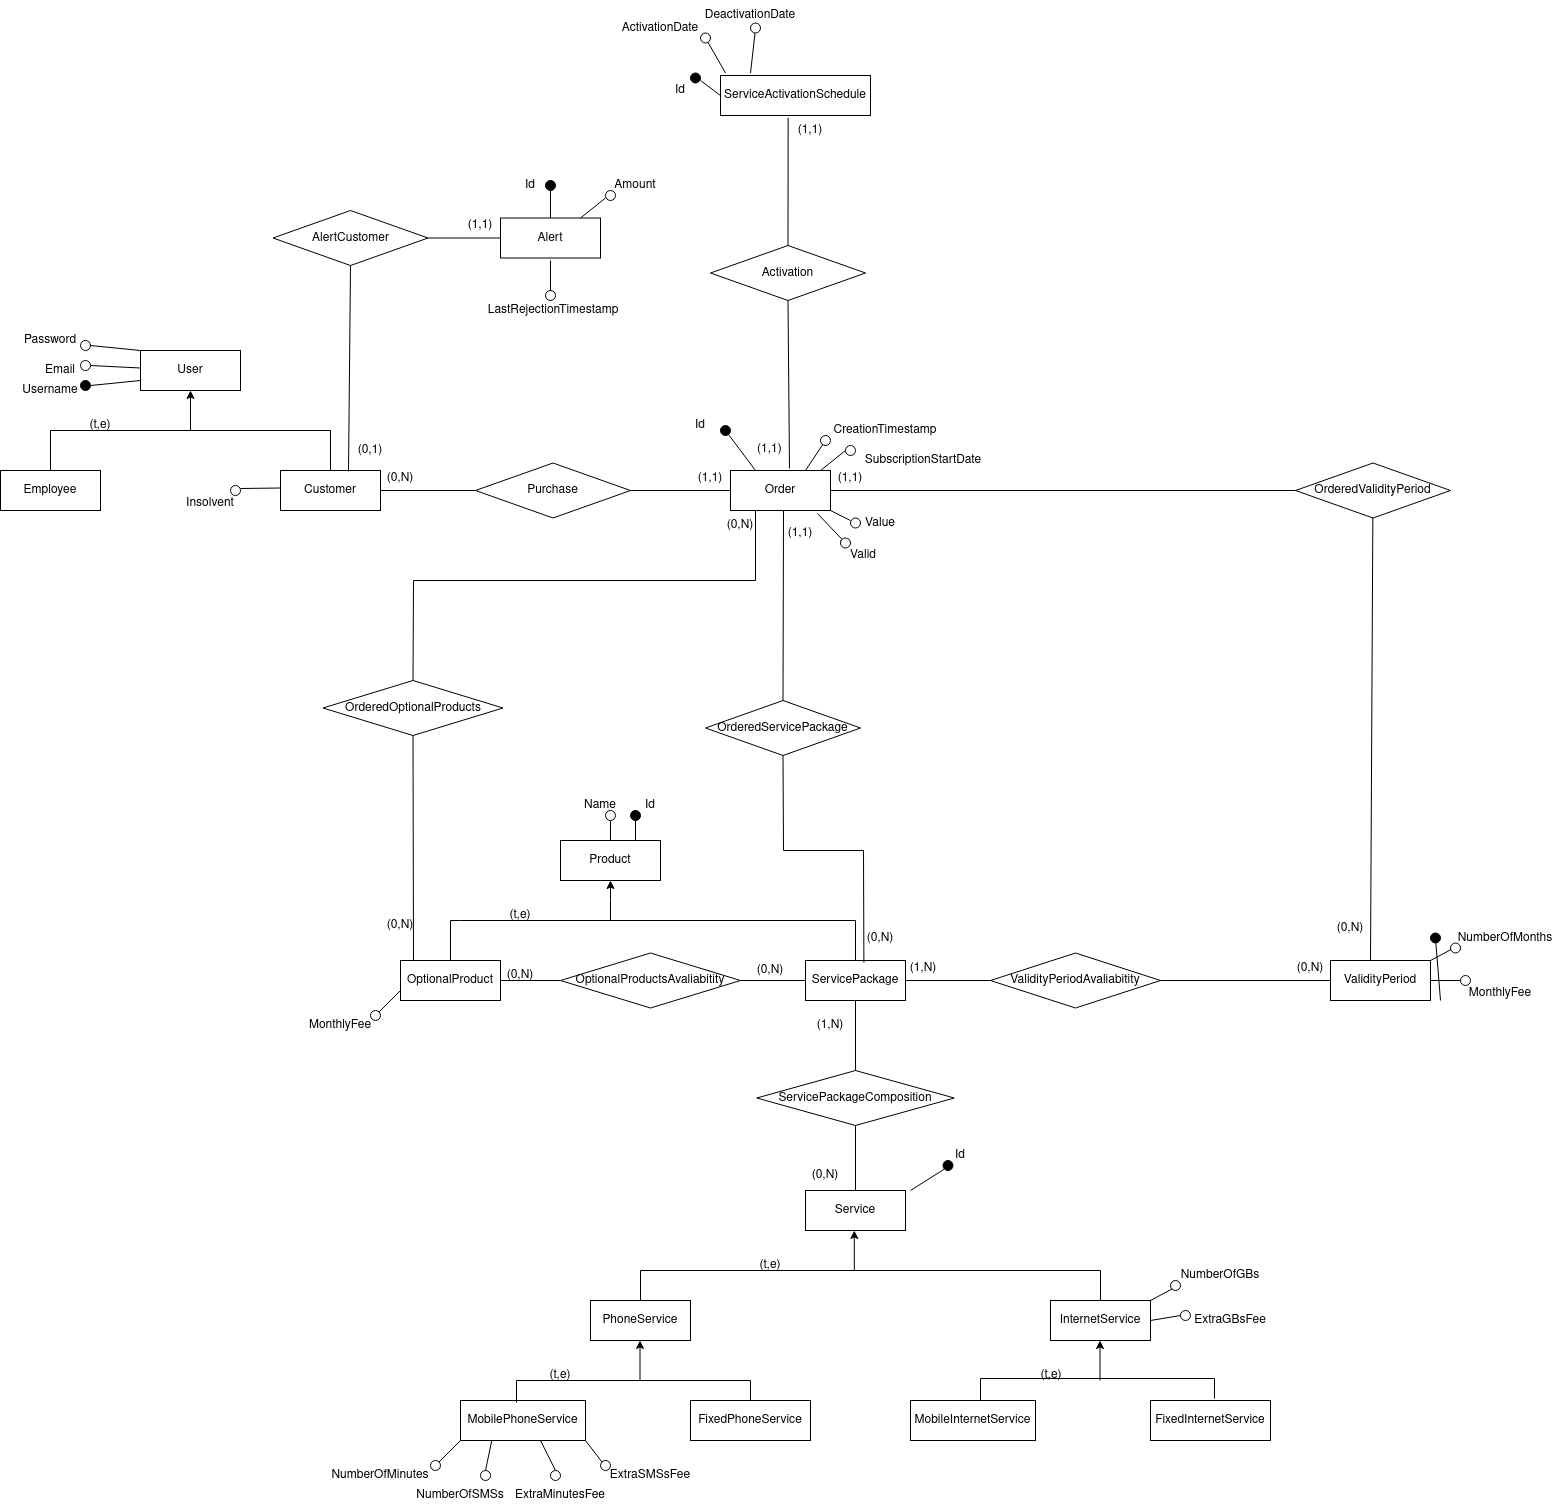 DeactivationDate
ActivationDate
Id
ServiceActivationSchedule
(1,1)
Id
Amount
AlertCustomer
(1,1)
Alert
Activation
LastRejectionTimestamp
Password
Email
User
Username
(t,e)
(0,1)
Id
CreationTimestamp
(1,1)
SubscriptionStartDate
Employee
Insolvent
Customer
(0,N)
Purchase
(1,1)
Order
(1,1)
OrderedValidityPeriod
(0,N)
(1,1)
Value
Valid
OrderedOptionalProducts
OrderedServicePackage
Name
Id
Product
(t,e)
(0,N)
(0,N)
(0,N)
NumberOfMonths
OptionalProduct
(0,N)
OptionalProductsAvaliabitity
(0,N)
ServicePackage
(1,N)
ValidityPeriodAvaliabitity
(0,N)
ValidityPeriod
MonthlyFee
MonthlyFee
(1,N)
ServicePackageComposition
Id
(0,N)
Service
(t,e)
NumberOfGBs
PhoneService
InternetService
ExtraGBsFee
(t,e)
(t,e)
MobilePhoneService
FixedPhoneService
MobileInternetService
FixedInternetService
NumberOfMinutes
ExtraSMSsFee
NumberOfSMSs
ExtraMinutesFee